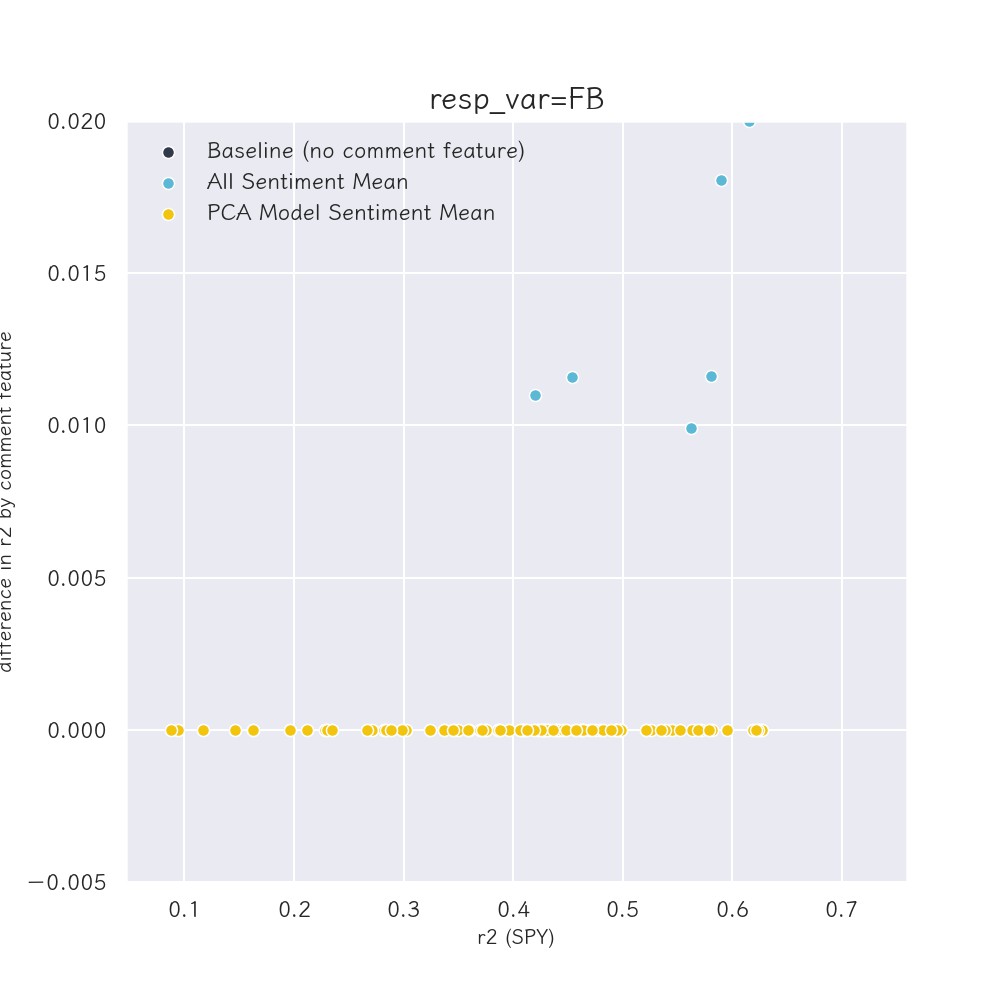 resp_var=FB
0.020
0.015
0.010
0.005
0.000
−0.005
Baseline (no comment feature)
All Sentiment Mean
PCA Model Sentiment Mean
difference in r2 by comment feature
0.1 0.2 0.3 0.4 0.5 0.6 0.7
r2 (SPY)